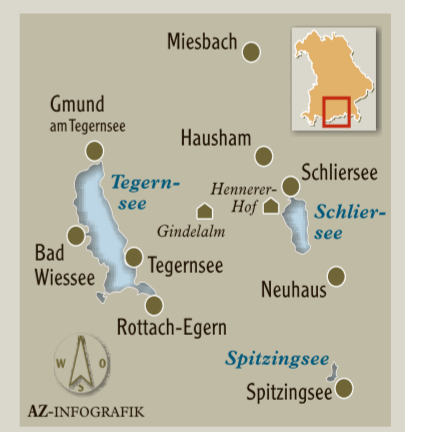 Miesbach
Gmund
am Tegernsee
Hausham
Schliersee
Tegern-
see
Hennerer-
Hof
Schlier-
see
Gindelalm
Bad
Wiessee
Tegernsee
Neuhaus
Rottach-Egern
Spitzingsee
Spitzingsee
W O
S
AZ-INFOGRAFIK